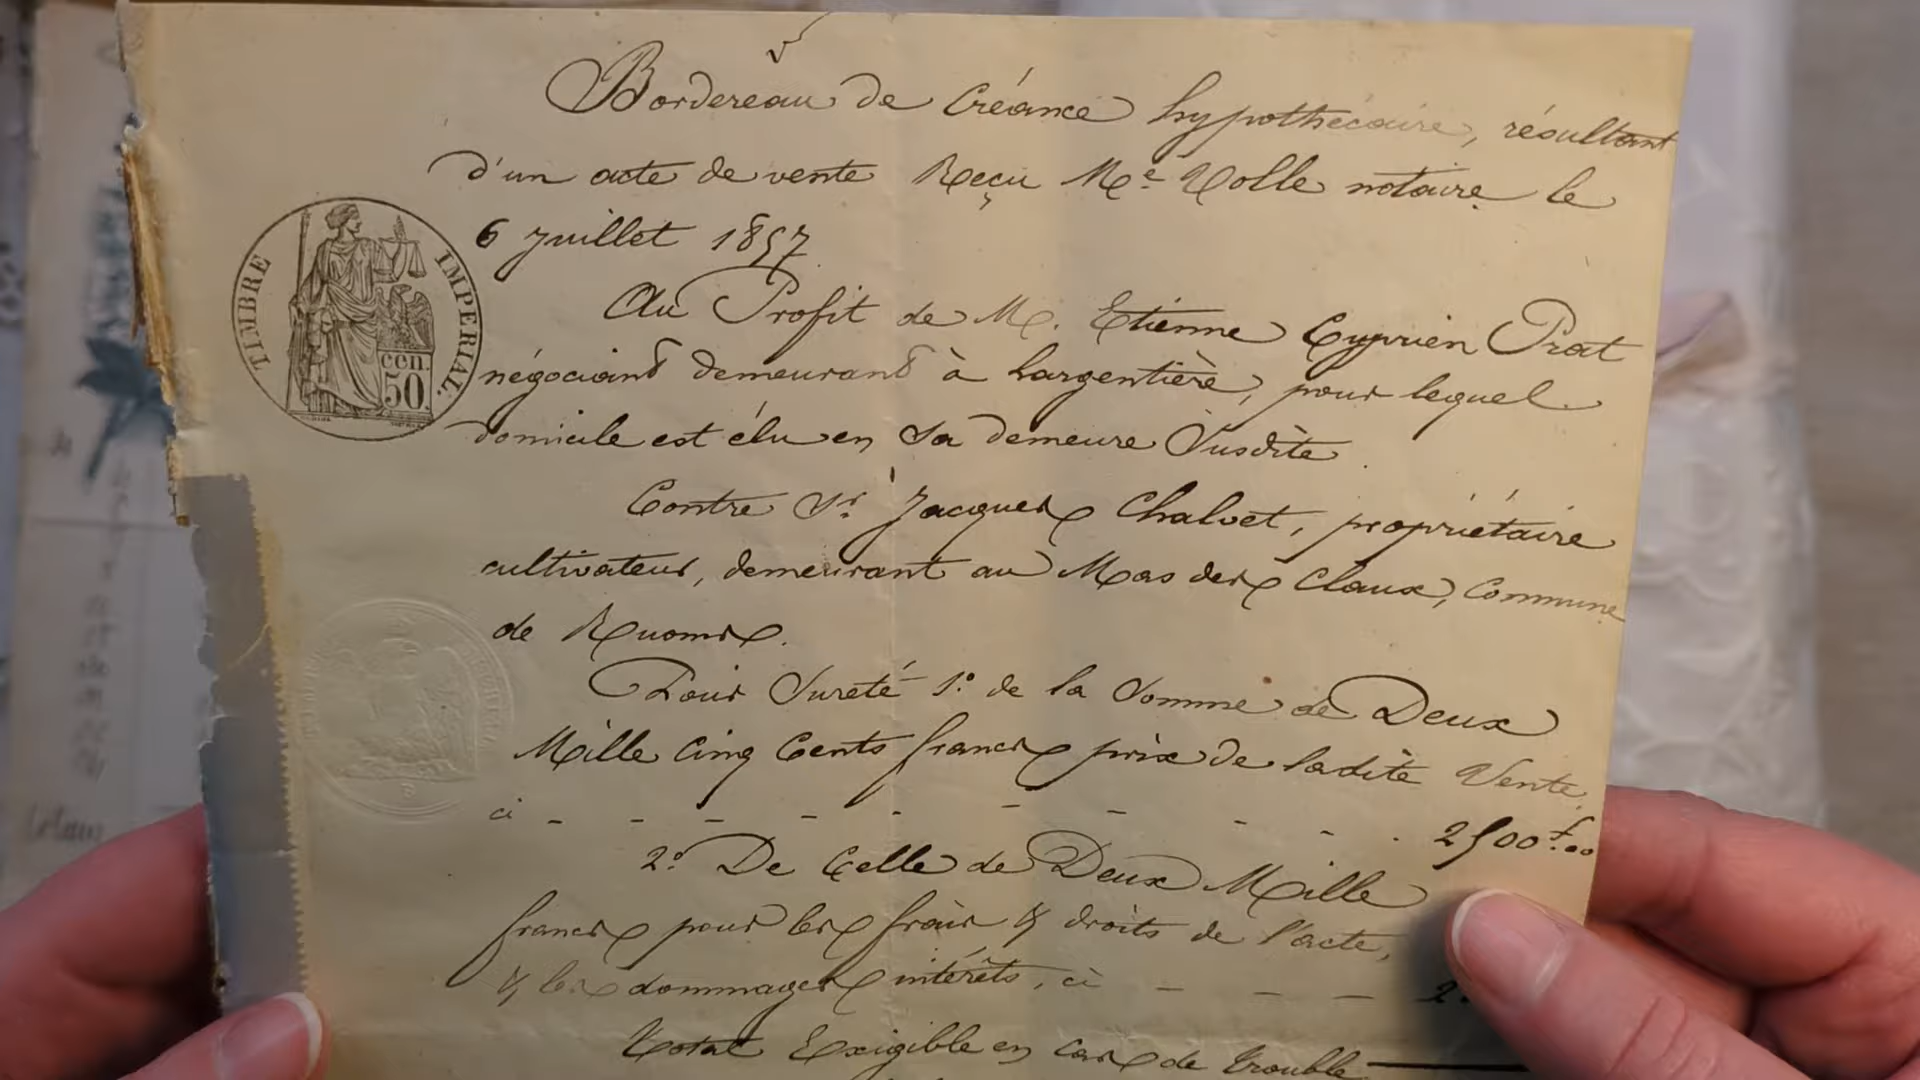 Bordereau de Créance hypothécaire, résultant
d'un acte de vente Reçu Me Volle notaire le
6 Juillet 1857
Au Profit de M. Etienne Cyprien Prat
négociant demeurant à Largentière, pour lequel
domicile est élu en Sa demeure Susdite.
Contre Sr. Jacques Chalvet, propriétaire
cultivateur, demeurant au Mas des Claux, Commune
de Ruoms.
Pour Sureté 1o. de la Somme de Deux
Mille Cinq Cents francs prix de ladite Vente,
ci - - - - - - - - - 2500f.00
2o. De Celle de Deux Mille
francs pour les frais & droits de l'acte,
& les dommages intérêts, ci - - - 2
Total Exigible en cas de trouble
TIMBRE IMPERIAL.
cen.
50